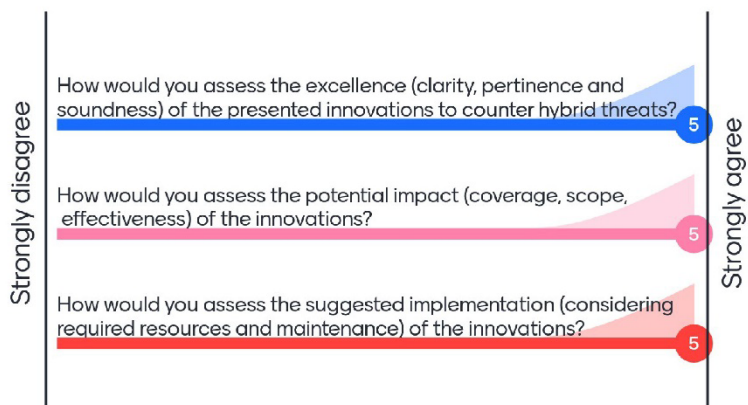 Strongly disagree
How would you assess the excellence (clarity, pertinence and
soundness) of the presented innovations to counter hybrid threats?
5
How would you assess the potential impact (coverage, scope,
effectiveness) of the innovations?
5
How would you assess the suggested implementation (considering
required resources and maintenance) of the innovations?
5
Strongly agree